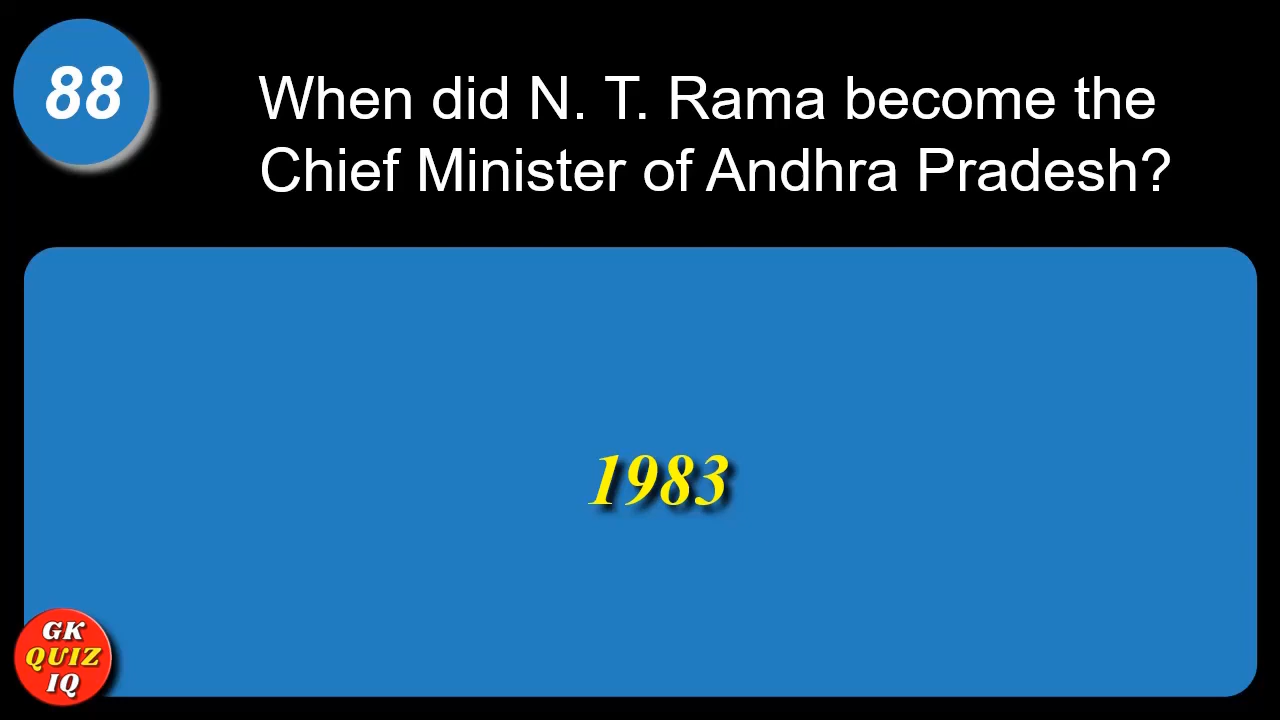 88
When did N. T. Rama become the
Chief Minister of Andhra Pradesh?
1983
GK
QUIZ
IQ